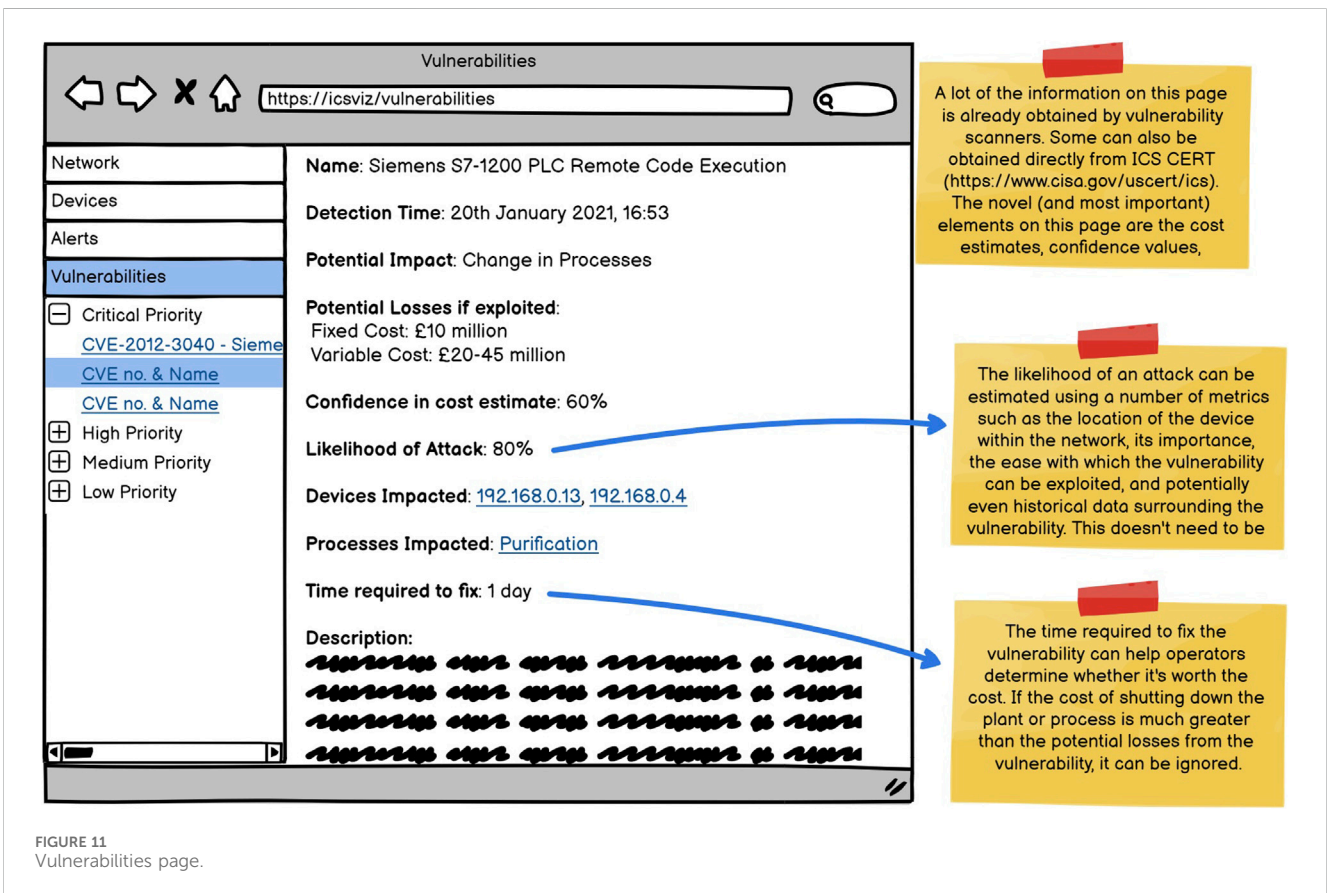 Vulnerabilities
https://icsviz/vulnerabilities
Network
Devices
Alerts
Vulnerabilities
Critical Priority
CVE-2012-3040 - Sieme
CVE no. & Name
CVE no. & Name
High Priority
Medium Priority
Low Priority
Name: Siemens S7-1200 PLC Remote Code Execution
Detection Time: 20th January 2021, 16:53
Potential Impact: Change in Processes
Potential Losses if exploited:
Fixed Cost: £10 million
Variable Cost: £20-45 million
Confidence in cost estimate: 60%
Likelihood of Attack: 80%
Devices Impacted: 192.168.0.13, 192.168.0.4
Processes Impacted: Purification
Time required to fix: 1 day
Description:
A lot of the information on this page
is already obtained by vulnerability
scanners. Some can also be
obtained directly from ICS CERT
(https://www.cisa.gov/uscert/ics).
The novel (and most important)
elements on this page are the cost
estimates, confidence values,
The likelihood of an attack can be
estimated using a number of metrics
such as the location of the device
within the network, its importance,
the ease with which the vulnerability
can be exploited, and potentially
even historical data surrounding the
vulnerability. This doesn't need to be
The time required to fix the
vulnerability can help operators
determine whether it's worth the
cost. If the cost of shutting down the
plant or process is much greater
than the potential losses from the
vulnerability, it can be ignored.
FIGURE 11
Vulnerabilities page.